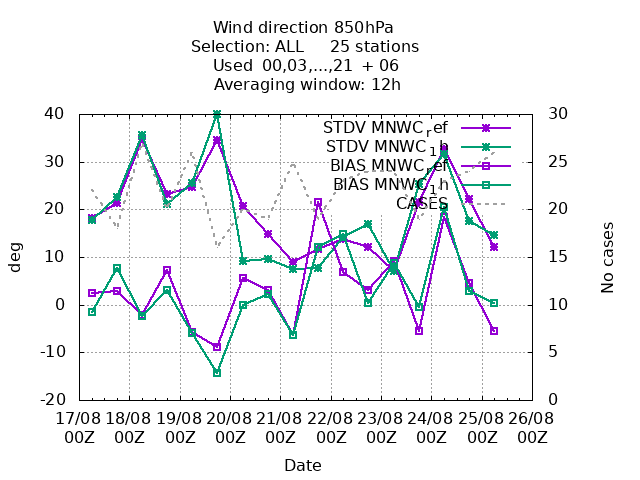 Wind direction 850hPa
Selection: ALL 25 stations
Used 00,03,...,21 + 06
Averaging window: 12h
40 30
STDV MNWC_ref
STDV MNWC_1h
30 25
BIAS MNWC_ref
BIAS MNWC_1h
CASES
20 20
10 15
0 10
-10 5
-20 0
deg
No cases
17/08 18/08 19/08 20/08 21/08 22/08 23/08 24/08 25/08 26/08
00Z 00Z 00Z 00Z 00Z 00Z 00Z 00Z 00Z 00Z
Date